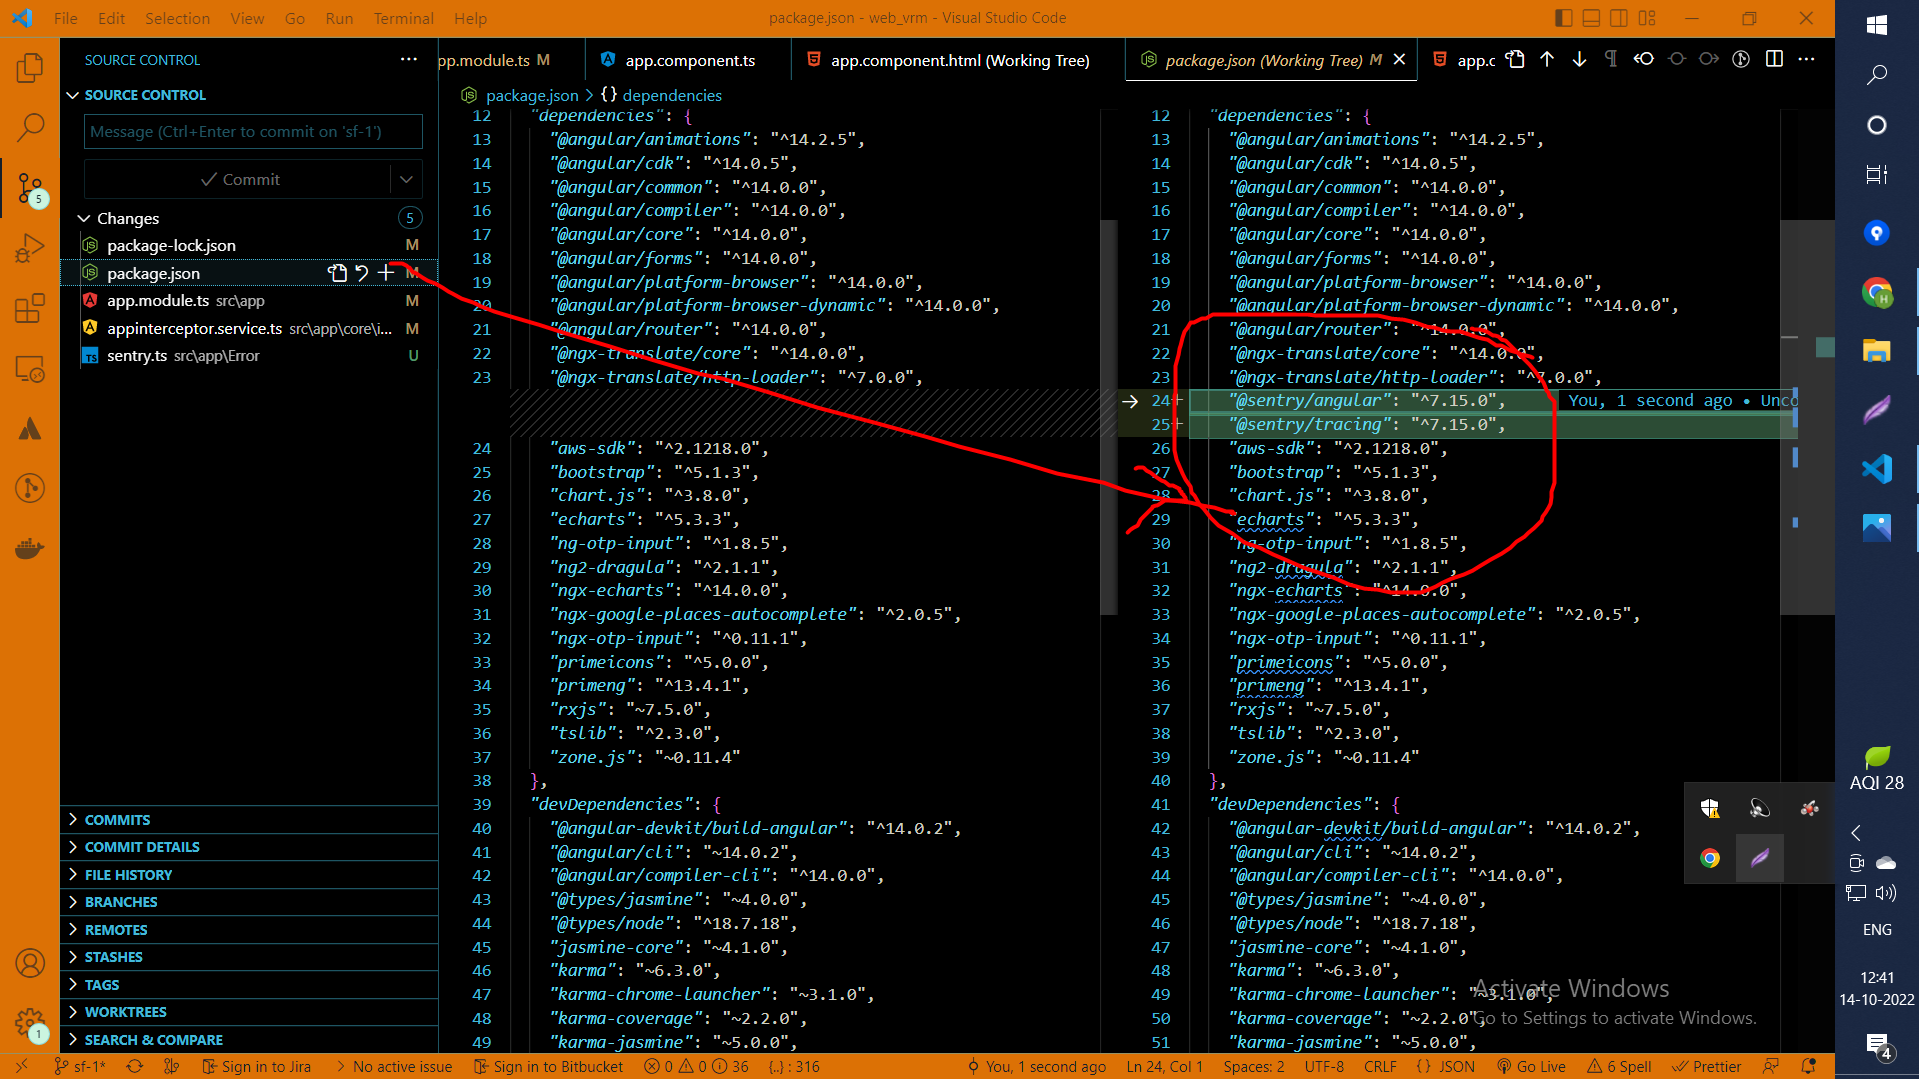 File Edit Selection View Go Run Terminal Help
package.json - web_vrm - Visual Studio Code
SOURCE CONTROL
SOURCE CONTROL
Message (Ctrl+Enter to commit on 'sf-1')
Commit
Changes 5
package-lock.json M
package.json M
app.module.ts src\app M
appinterceptor.service.ts src\app\core\i... M
sentry.ts src\app\Error U
COMMITS
COMMIT DETAILS
FILE HISTORY
BRANCHES
REMOTES
STASHES
TAGS
WORKTREES
SEARCH & COMPARE
5
1
pp.module.ts M
app.component.ts
app.component.html (Working Tree)
package.json (Working Tree) M
app.c
package.json > {} dependencies
12 "dependencies": {
13 "@angular/animations": "^14.2.5",
14 "@angular/cdk": "^14.0.5",
15 "@angular/common": "^14.0.0",
16 "@angular/compiler": "^14.0.0",
17 "@angular/core": "^14.0.0",
18 "@angular/forms": "^14.0.0",
19 "@angular/platform-browser": "^14.0.0",
20 "@angular/platform-browser-dynamic": "^14.0.0",
21 "@angular/router": "^14.0.0",
22 "@ngx-translate/core": "^14.0.0",
23 "@ngx-translate/http-loader": "^7.0.0",
24 "aws-sdk": "^2.1218.0",
25 "bootstrap": "^5.1.3",
26 "chart.js": "^3.8.0",
27 "echarts": "^5.3.3",
28 "ng-otp-input": "^1.8.5",
29 "ng2-dragula": "^2.1.1",
30 "ngx-echarts": "^14.0.0",
31 "ngx-google-places-autocomplete": "^2.0.5",
32 "ngx-otp-input": "^0.11.1",
33 "primeicons": "^5.0.0",
34 "primeng": "^13.4.1",
35 "rxjs": "~7.5.0",
36 "tslib": "^2.3.0",
37 "zone.js": "~0.11.4"
38 },
39 "devDependencies": {
40 "@angular-devkit/build-angular": "^14.0.2",
41 "@angular/cli": "~14.0.2",
42 "@angular/compiler-cli": "^14.0.0",
43 "@types/jasmine": "~4.0.0",
44 "@types/node": "^18.7.18",
45 "jasmine-core": "~4.1.0",
46 "karma": "~6.3.0",
47 "karma-chrome-launcher": "~3.1.0",
48 "karma-coverage": "~2.2.0",
49 "karma-jasmine": "~5.0.0",
12 "dependencies": {
13 "@angular/animations": "^14.2.5",
14 "@angular/cdk": "^14.0.5",
15 "@angular/common": "^14.0.0",
16 "@angular/compiler": "^14.0.0",
17 "@angular/core": "^14.0.0",
18 "@angular/forms": "^14.0.0",
19 "@angular/platform-browser": "^14.0.0",
20 "@angular/platform-browser-dynamic": "^14.0.0",
21 "@angular/router": "^14.0.0",
22 "@ngx-translate/core": "^14.0.0",
23 "@ngx-translate/http-loader": "^7.0.0",
24+ "@sentry/angular": "^7.15.0", You, 1 second ago • Unco
25+ "@sentry/tracing": "^7.15.0",
26 "aws-sdk": "^2.1218.0",
27 "bootstrap": "^5.1.3",
28 "chart.js": "^3.8.0",
29 "echarts": "^5.3.3",
30 "ng-otp-input": "^1.8.5",
31 "ng2-dragula": "^2.1.1",
32 "ngx-echarts": "^14.0.0",
33 "ngx-google-places-autocomplete": "^2.0.5",
34 "ngx-otp-input": "^0.11.1",
35 "primeicons": "^5.0.0",
36 "primeng": "^13.4.1",
37 "rxjs": "~7.5.0",
38 "tslib": "^2.3.0",
39 "zone.js": "~0.11.4"
40 },
41 "devDependencies": {
42 "@angular-devkit/build-angular": "^14.0.2",
43 "@angular/cli": "~14.0.2",
44 "@angular/compiler-cli": "^14.0.0",
45 "@types/jasmine": "~4.0.0",
46 "@types/node": "^18.7.18",
47 "jasmine-core": "~4.1.0",
48 "karma": "~6.3.0",
49 "karma-chrome-launcher": "~3.1.0",
50 "karma-coverage": "~2.2.0",
51 "karma-jasmine": "~5.0.0",
Activate Windows
Go to Settings to activate Windows.
sf-1* Sign in to Jira No active issue Sign in to Bitbucket 0 0 36 {..} : 316 You, 1 second ago Ln 24, Col 1 Spaces: 2 UTF-8 CRLF {} JSON Go Live 6 Spell Prettier
H
AQI 28
ENG
12:41
14-10-2022
4